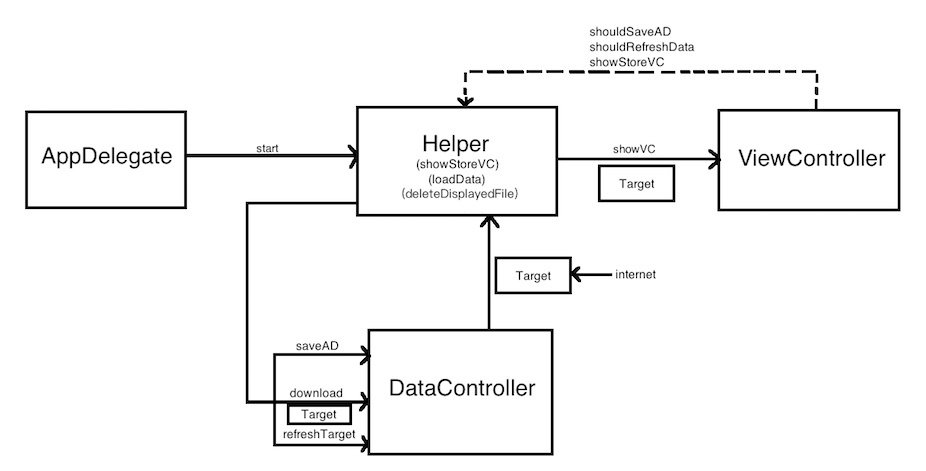 shouldSaveAD
shouldRefreshData
showStoreVC
AppDelegate
start
Helper
(showStoreVC)
(loadData)
(deleteDisplayedFile)
showVC
Target
ViewController
Target
internet
saveAD
download
Target
refreshTarget
DataController